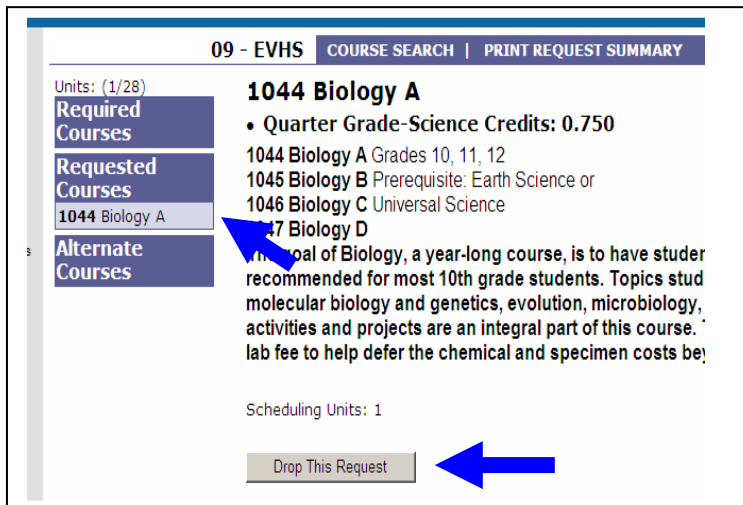 09 - EVHS COURSE SEARCH | PRINT REQUEST SUMMARY
Units: (1/28)
Required
Courses
Requested
Courses
1044 Biology A
Alternate
Courses
1044 Biology A
• Quarter Grade-Science Credits: 0.750
1044 Biology A Grades 10, 11, 12
1045 Biology B Prerequisite: Earth Science or
1046 Biology C Universal Science
1047 Biology D
The goal of Biology, a year-long course, is to have studer
recommended for most 10th grade students. Topics stud
molecular biology and genetics, evolution, microbiology,
activities and projects are an integral part of this course.
lab fee to help defer the chemical and specimen costs be
Scheduling Units: 1
Drop This Request